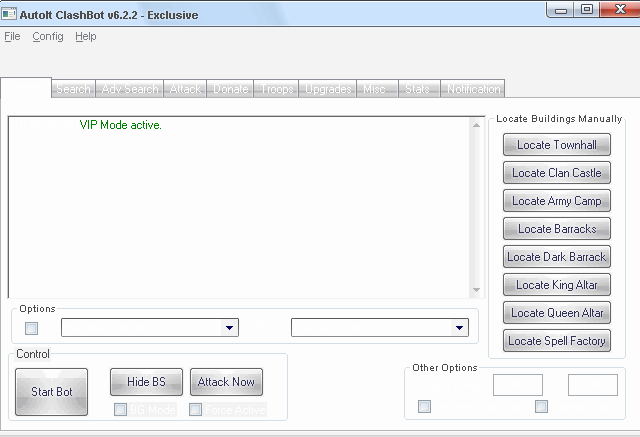 AutoIt ClashBot v6.2.2 - Exclusive
File Config Help
Search Adv.Search Attack Donate Troops Upgrades Misc Stats Notification
VIP Mode active.
Locate Buildings Manually
Locate Townhall
Locate Clan Castle
Locate Army Camp
Locate Barracks
Locate Dark Barrack
Locate King Altar
Locate Queen Altar
Locate Spell Factory
Options
Control
Start Bot
Hide BS
Attack Now
BG Mode
Force Active
Other Options